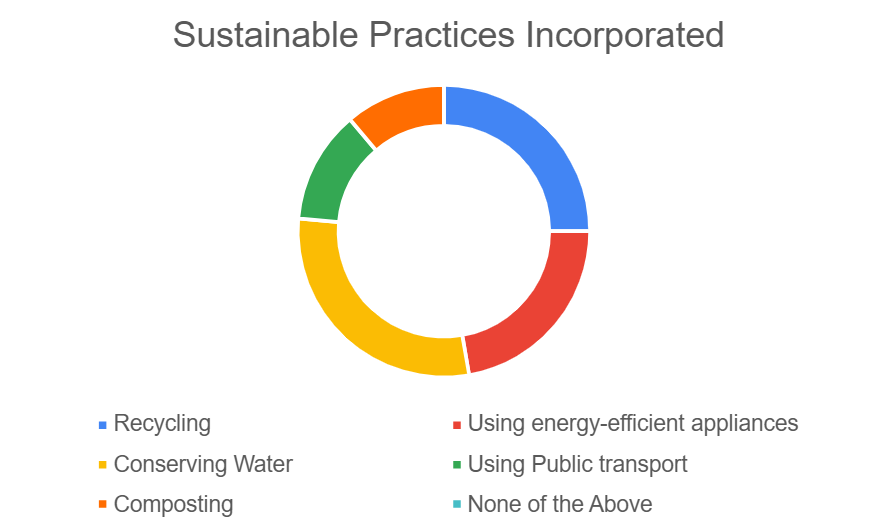 Sustainable Practices Incorporated
Recycling
Using energy-efficient appliances
Conserving Water
Using Public transport
Composting
None of the Above